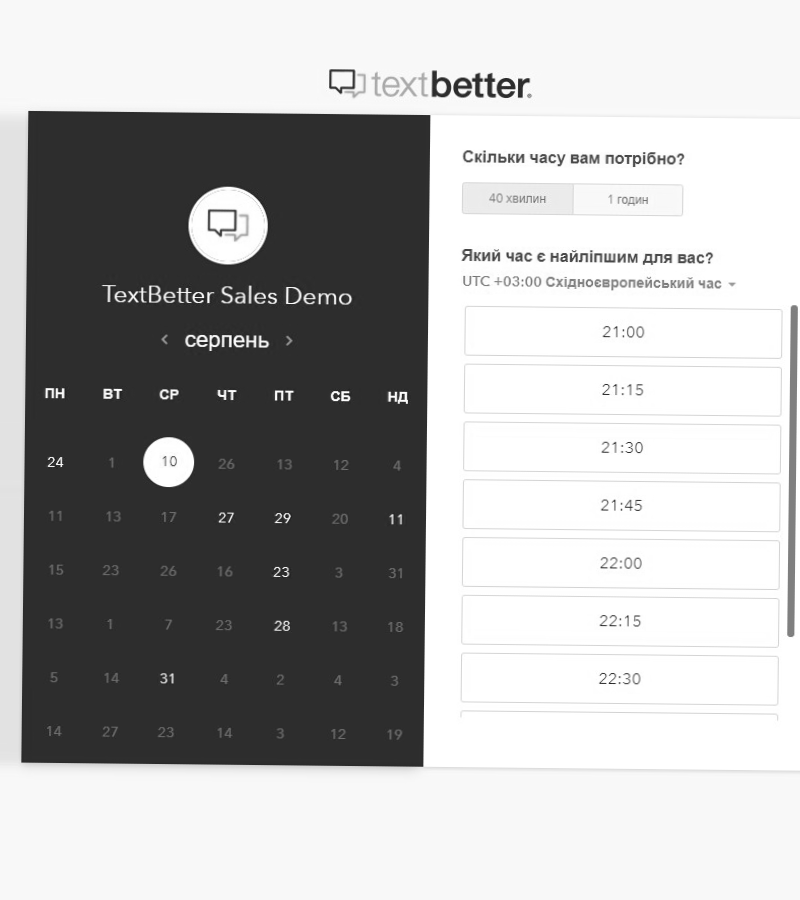 textbetter.
TextBetter Sales Demo
серпень
ПН ВТ СР ЧТ ПТ СБ НД
24 1 10 26 13 12 4
11 13 17 27 29 20 11
15 23 26 16 23 3 31
13 1 7 23 28 13 18
5 14 31 4 2 4 3
14 27 23 14 3 12 19
Скільки часу вам потрібно?
40 хвилин 1 годин
Який час є найліпшим для вас?
UTC +03:00 Східноєвропейський час
21:00
21:15
21:30
21:45
22:00
22:15
22:30